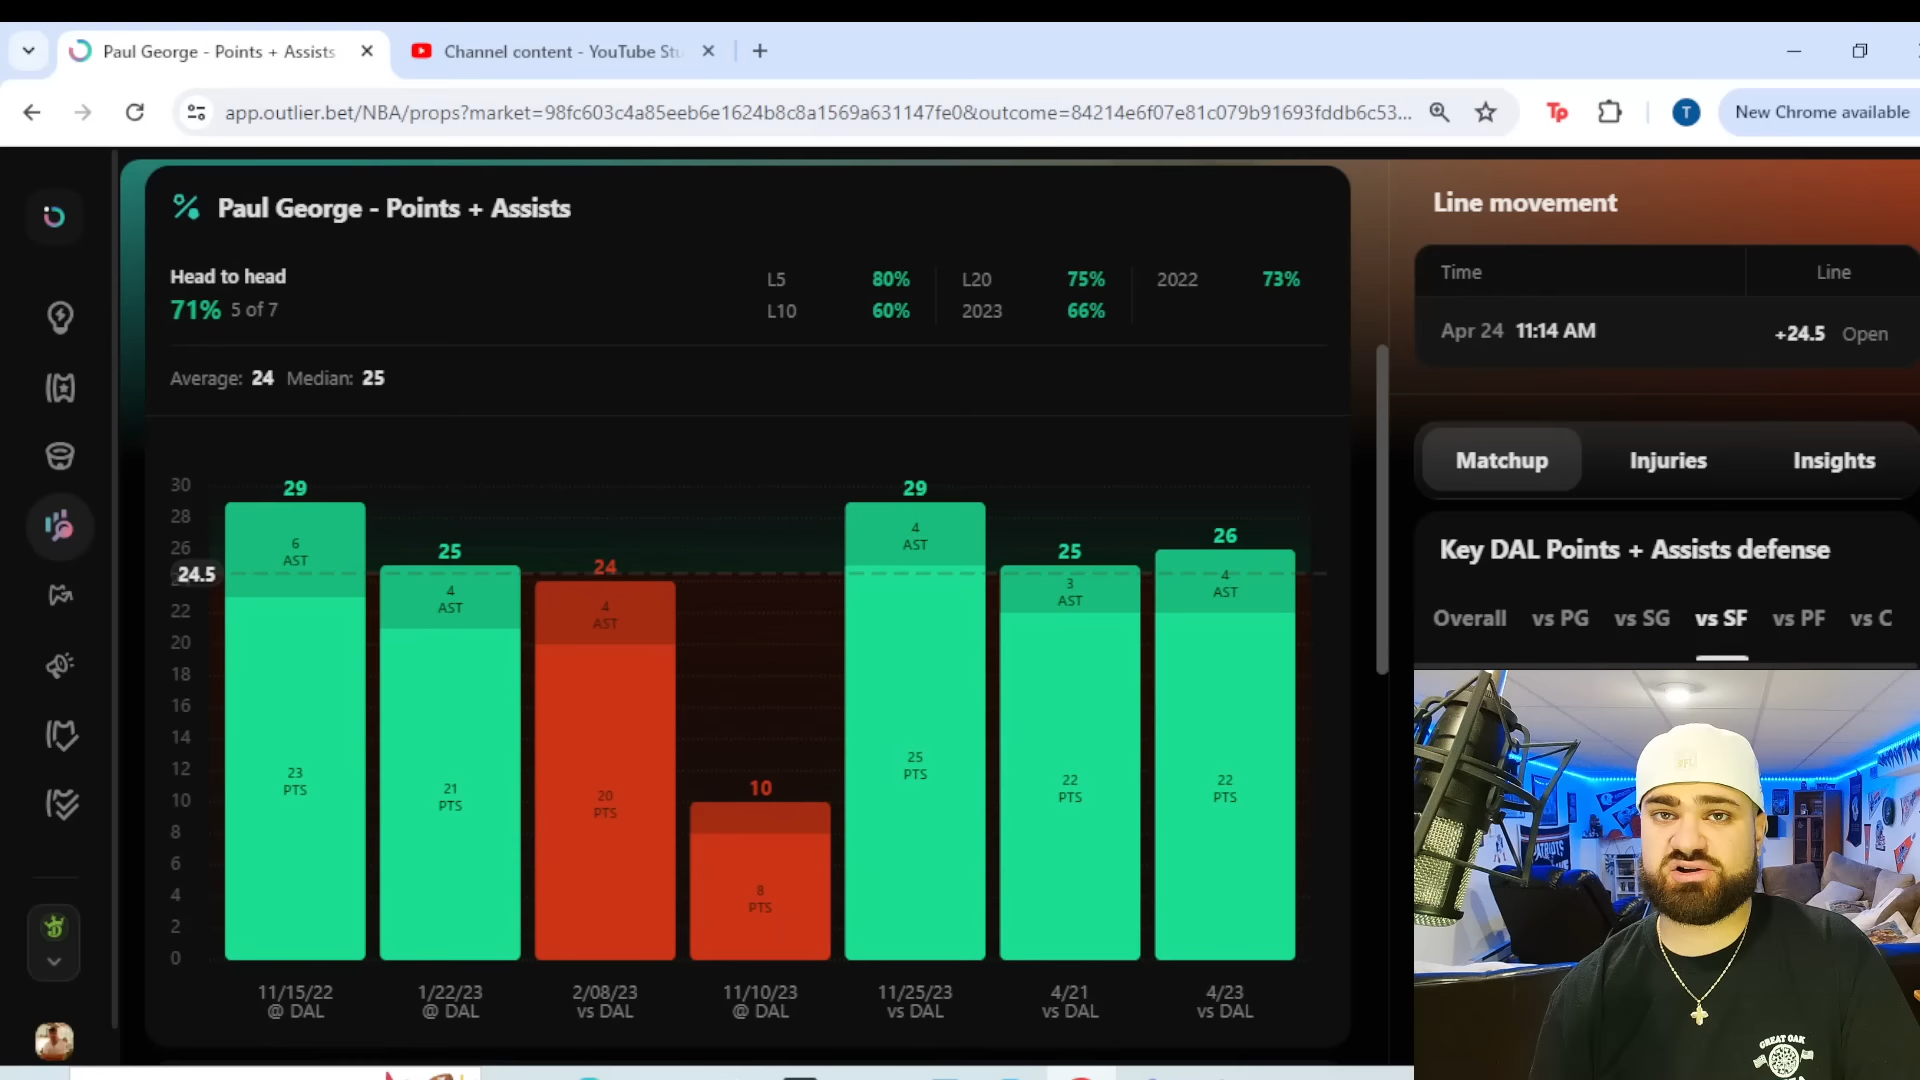 Paul George - Points + Assists
Channel content - YouTube Stu
app.outlier.bet/NBA/props?market=98fc603c4a85eeb6e1624b8c8a1569a631147fe0&outcome=84214e6f07e81c079b91693fddb6c53...
Tp
T
New Chrome available
Paul George - Points + Assists
Head to head
71% 5 of 7
L5 80% L20 75% 2022 73%
L10 60% 2023 66%
Average: 24 Median: 25
30
28
26
24.5
22
20
18
16
14
12
10
8
6
4
2
0
29
6 AST
23 PTS
25
4 AST
21 PTS
24
4 AST
20 PTS
10
8 PTS
29
4 AST
25 PTS
25
3 AST
22 PTS
26
4 AST
22 PTS
11/15/22 1/22/23 2/08/23 11/10/23 11/25/23 4/21 4/23
@ DAL @ DAL vs DAL @ DAL vs DAL vs DAL vs DAL
Line movement
Time Line
Apr 24 11:14 AM +24.5 Open
Matchup Injuries Insights
Key DAL Points + Assists defense
Overall vs PG vs SG vs SF vs PF vs C
PATRIOTS
GREAT OAK